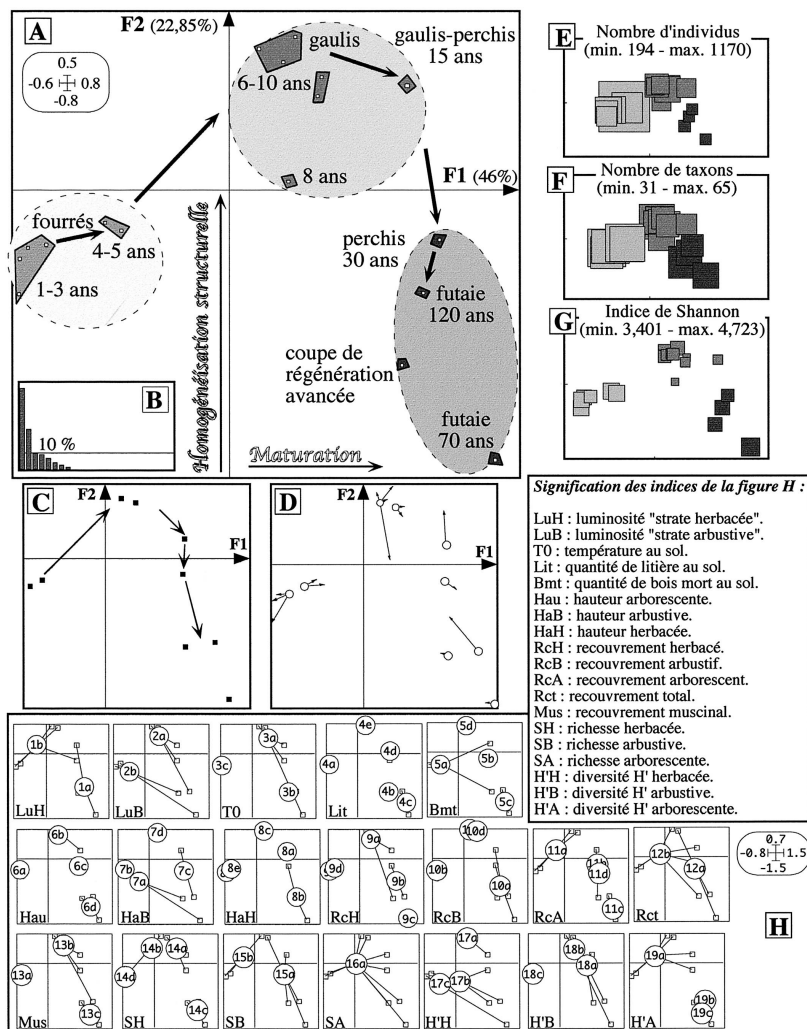 A
F2 (22,85%)
0.5
-0.6 0.8
-0.8
gaulis
gaulis-perchis
15 ans
6-10 ans
8 ans
F1 (46%)
fourrés
4-5 ans
1-3 ans
perchis
30 ans
futaie
120 ans
coupe de
régénération
avancée
futaie
70 ans
Homogénéisation structurelle
Maturation
B
10 %
E
Nombre d'individus
(min. 194 - max. 1170)
F
Nombre de taxons
(min. 31 - max. 65)
G
Indice de Shannon
(min. 3,401 - max. 4,723)
C
F2
F1
D
F2
F1
Signification des indices de la figure H :
LuH : luminosité "strate herbacée".
LuB : luminosité "strate arbustive".
T0 : température au sol.
Lit : quantité de litière au sol.
Bmt : quantité de bois mort au sol.
Hau : hauteur arborescente.
HaB : hauteur arbustive.
HaH : hauteur herbacée.
RcH : recouvrement herbacé.
RcB : recouvrement arbustif.
RcA : recouvrement arborescent.
Rct : recouvrement total.
Mus : recouvrement muscinal.
SH : richesse herbacée.
SB : richesse arbustive.
SA : richesse arborescente.
H'H : diversité H' herbacée.
H'B : diversité H' arbustive.
H'A : diversité H' arborescente.
1b
1a
LuH
2a
2b
LuB
3a
3c
3b
T0
4e
4a
4d
4b
4c
Lit
5d
5a
5b
5c
Bmt
6b
6a
6c
6d
Hau
7d
7b
7c
7a
HaB
8c
8a
8e
8b
HaH
9a
9d
9b
9c
RcH
10d
10b
10a
RcB
11a
11b
11d
11c
RcA
12b
12a
Rct
0.7
-0.8 1.5
-1.5
H
13b
13a
13c
Mus
14b
14a
14d
14c
SH
15b
15a
SB
16a
SA
17a
17c
17b
H'H
18b
18c
18a
H'B
19a
19b
19c
H'A